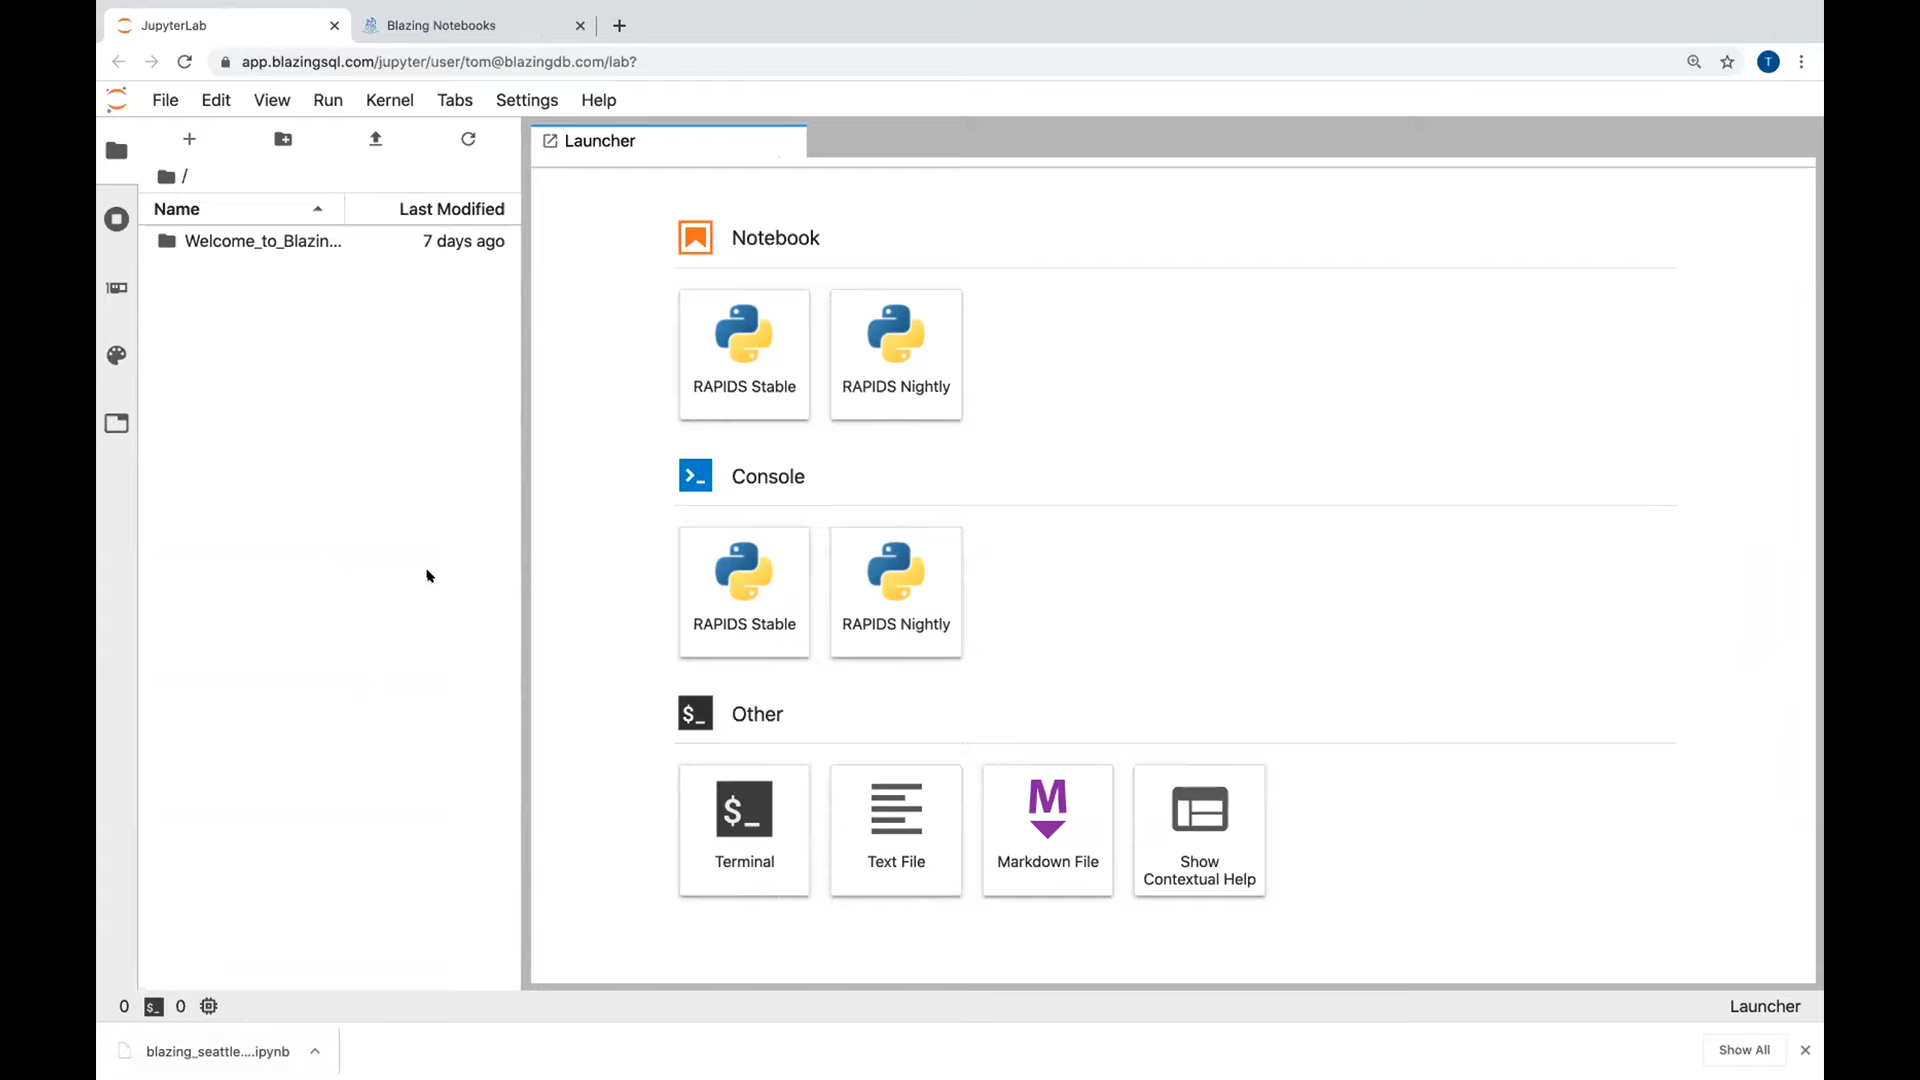 JupyterLab
Blazing Notebooks
app.blazingsql.com/jupyter/user/tom@blazingdb.com/lab?
T
File Edit View Run Kernel Tabs Settings Help
Launcher
/
Name Last Modified
Welcome_to_Blazin... 7 days ago
Notebook
RAPIDS Stable RAPIDS Nightly
Console
RAPIDS Stable RAPIDS Nightly
$_ Other
$_ M
Terminal Text File Markdown File Show
Contextual Help
0 $_ 0 Launcher
blazing_seattle....ipynb Show All